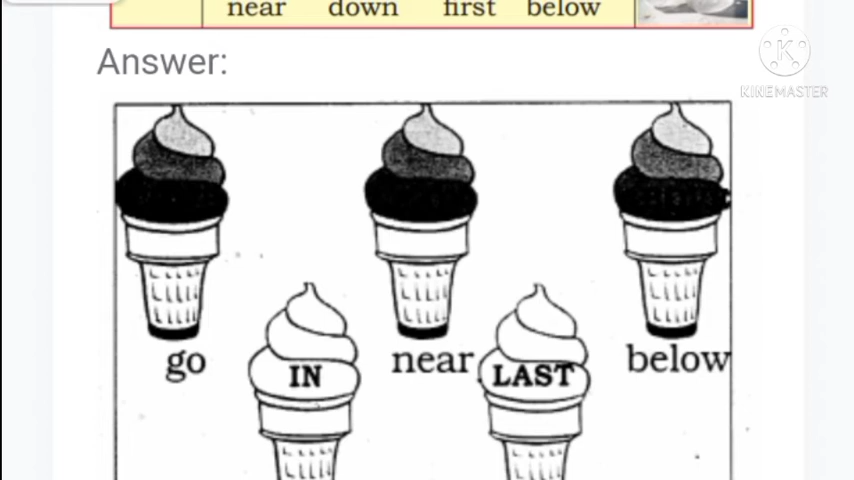 near down first below
Answer:
KINEMASTER
go near below
IN LAST